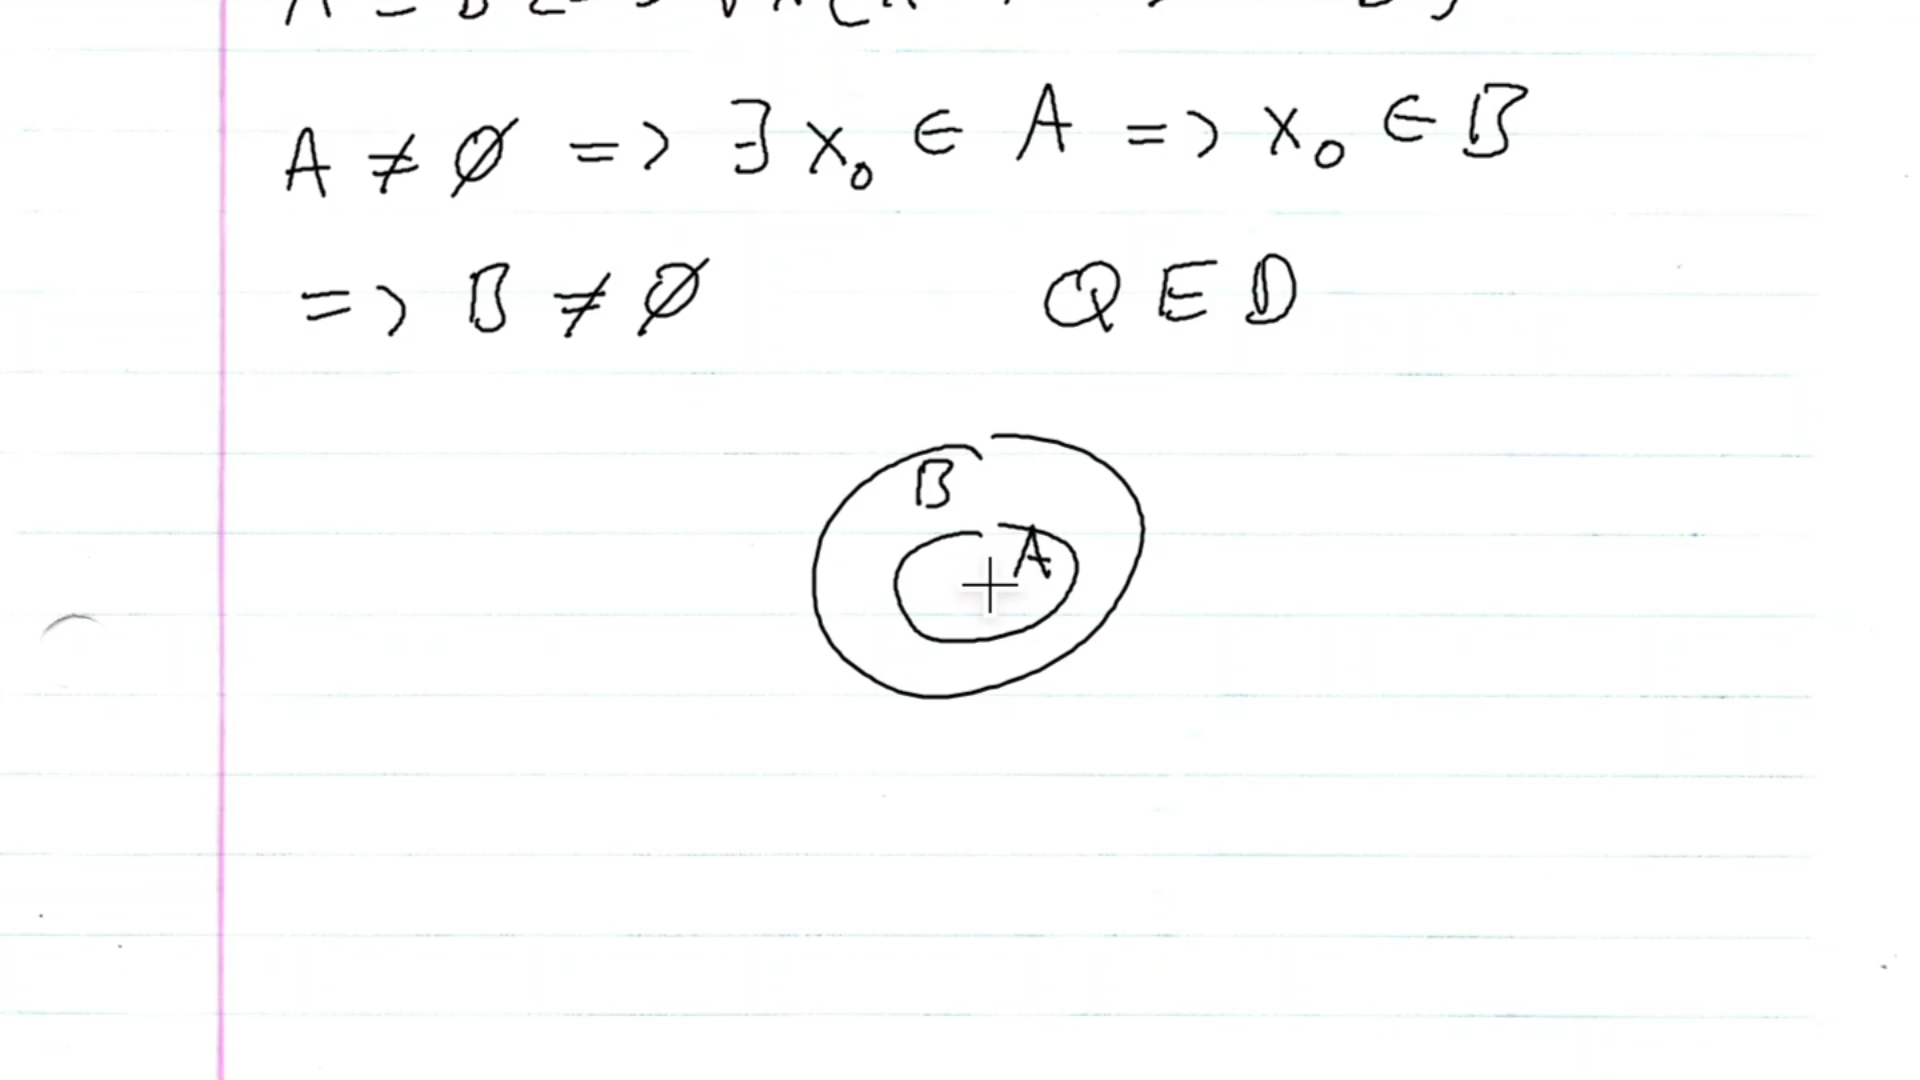 A ≠ ∅ => ∃ x₀ ∈ A => x₀ ∈ B
=> B ≠ ∅ QED
B
A